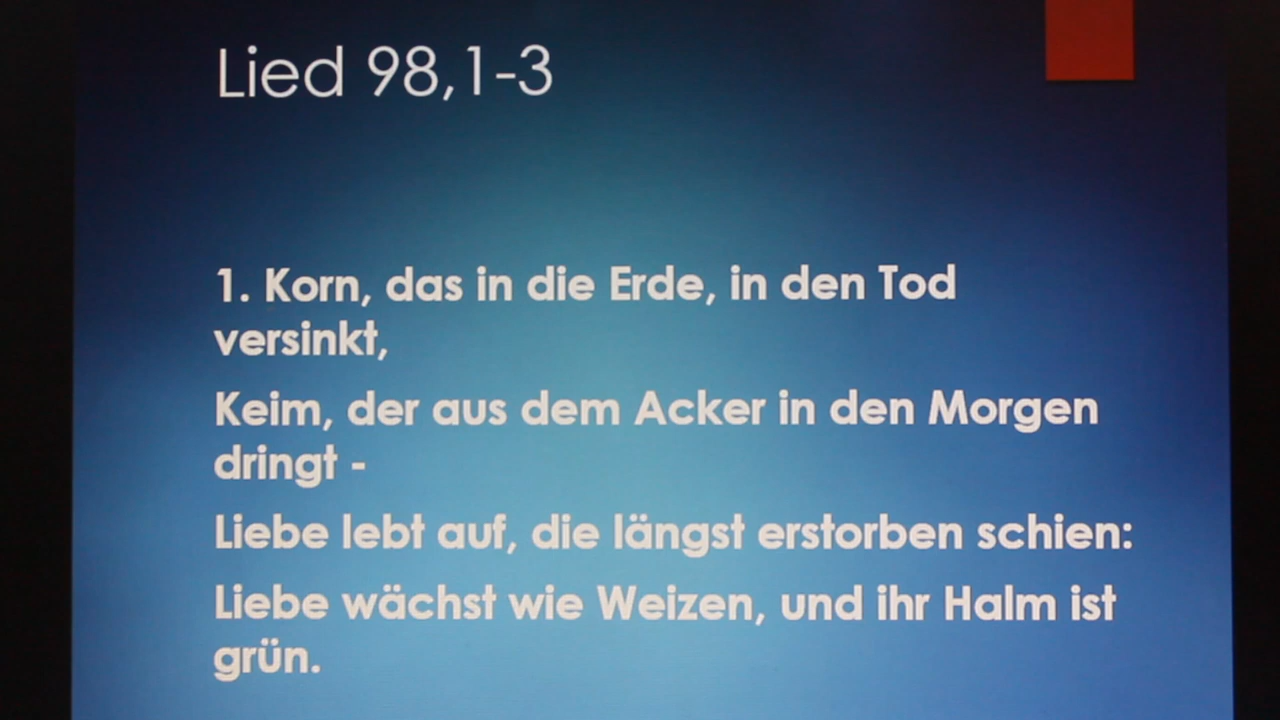 Lied 98,1-3
1. Korn, das in die Erde, in den Tod
versinkt,
Keim, der aus dem Acker in den Morgen
dringt -
Liebe lebt auf, die längst erstorben schien:
Liebe wächst wie Weizen, und ihr Halm ist
grün.